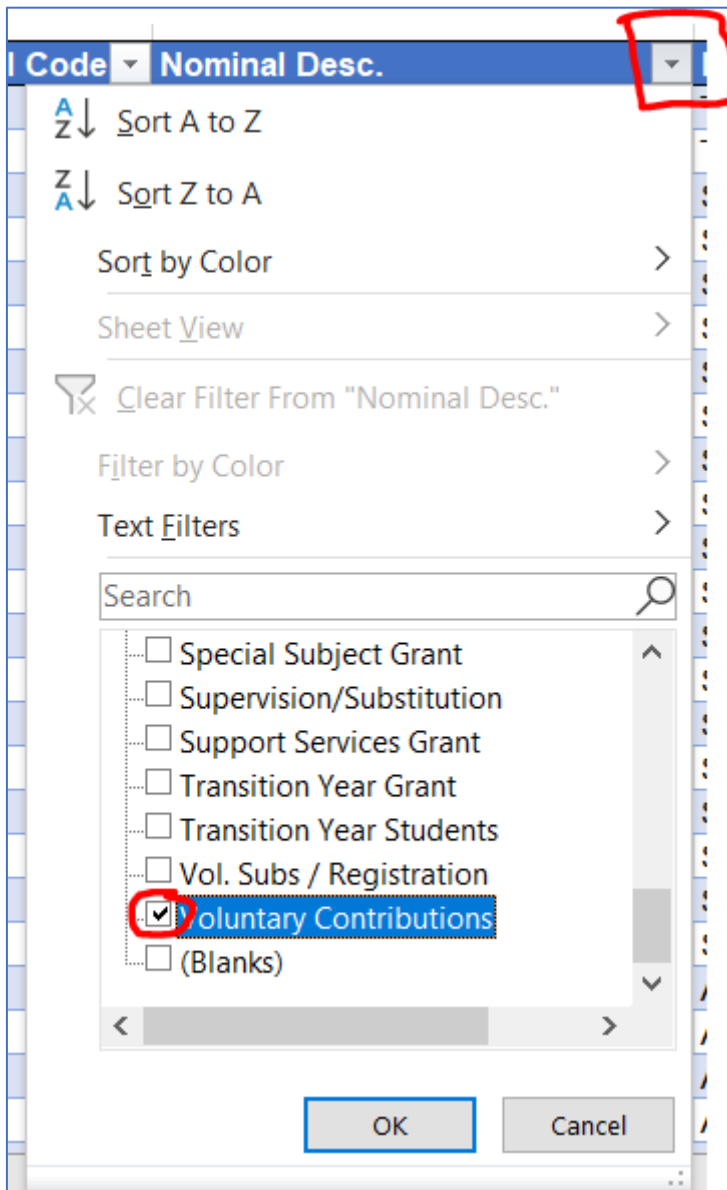 l Code Nominal Desc.
Sort A to Z
Sort Z to A
Sort by Color
Sheet View
Clear Filter From "Nominal Desc."
Filter by Color
Text Filters
Search
Special Subject Grant
Supervision/Substitution
Support Services Grant
Transition Year Grant
Transition Year Students
Vol. Subs / Registration
Voluntary Contributions
(Blanks)
OK Cancel